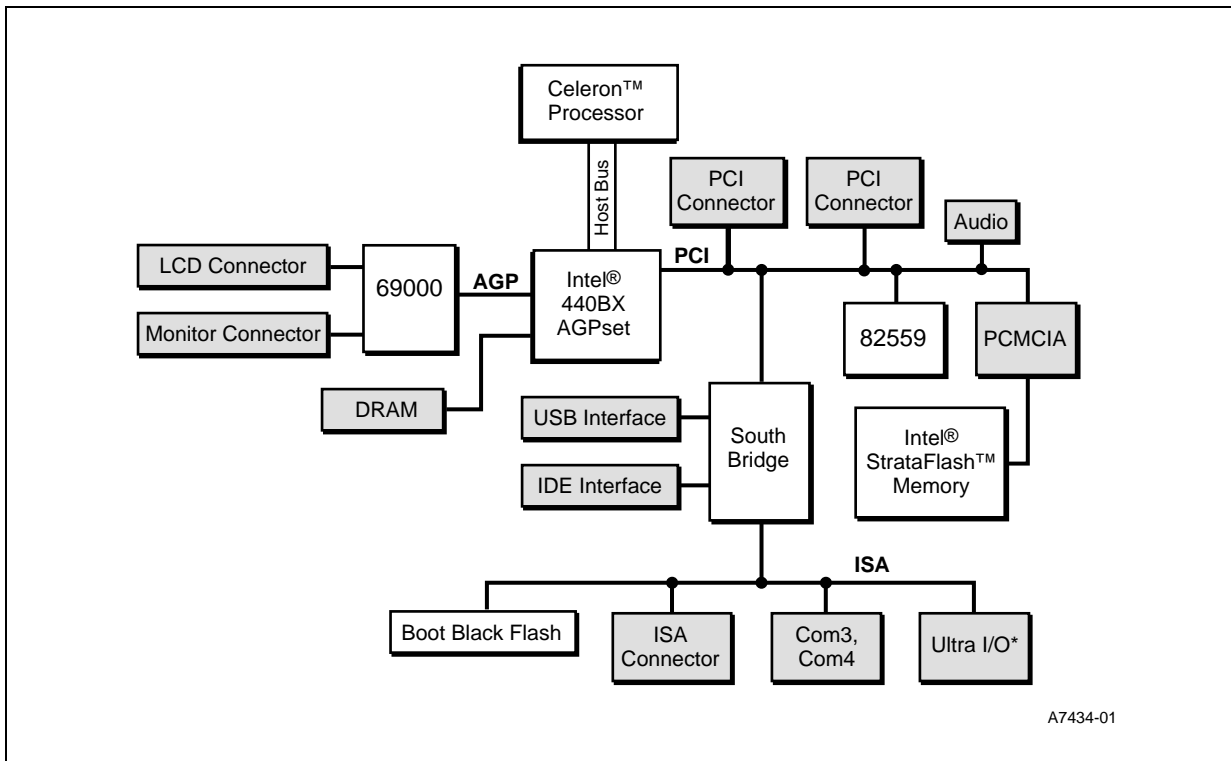 Celeron™
Processor
Host Bus
PCI
Connector
PCI
Connector
Audio
LCD Connector
69000
AGP
Intel®
440BX
AGPset
PCI
Monitor Connector
82559
PCMCIA
DRAM
USB Interface
South
Bridge
Intel®
StrataFlash™
Memory
IDE Interface
ISA
Boot Black Flash
ISA
Connector
Com3,
Com4
Ultra I/O*
A7434-01